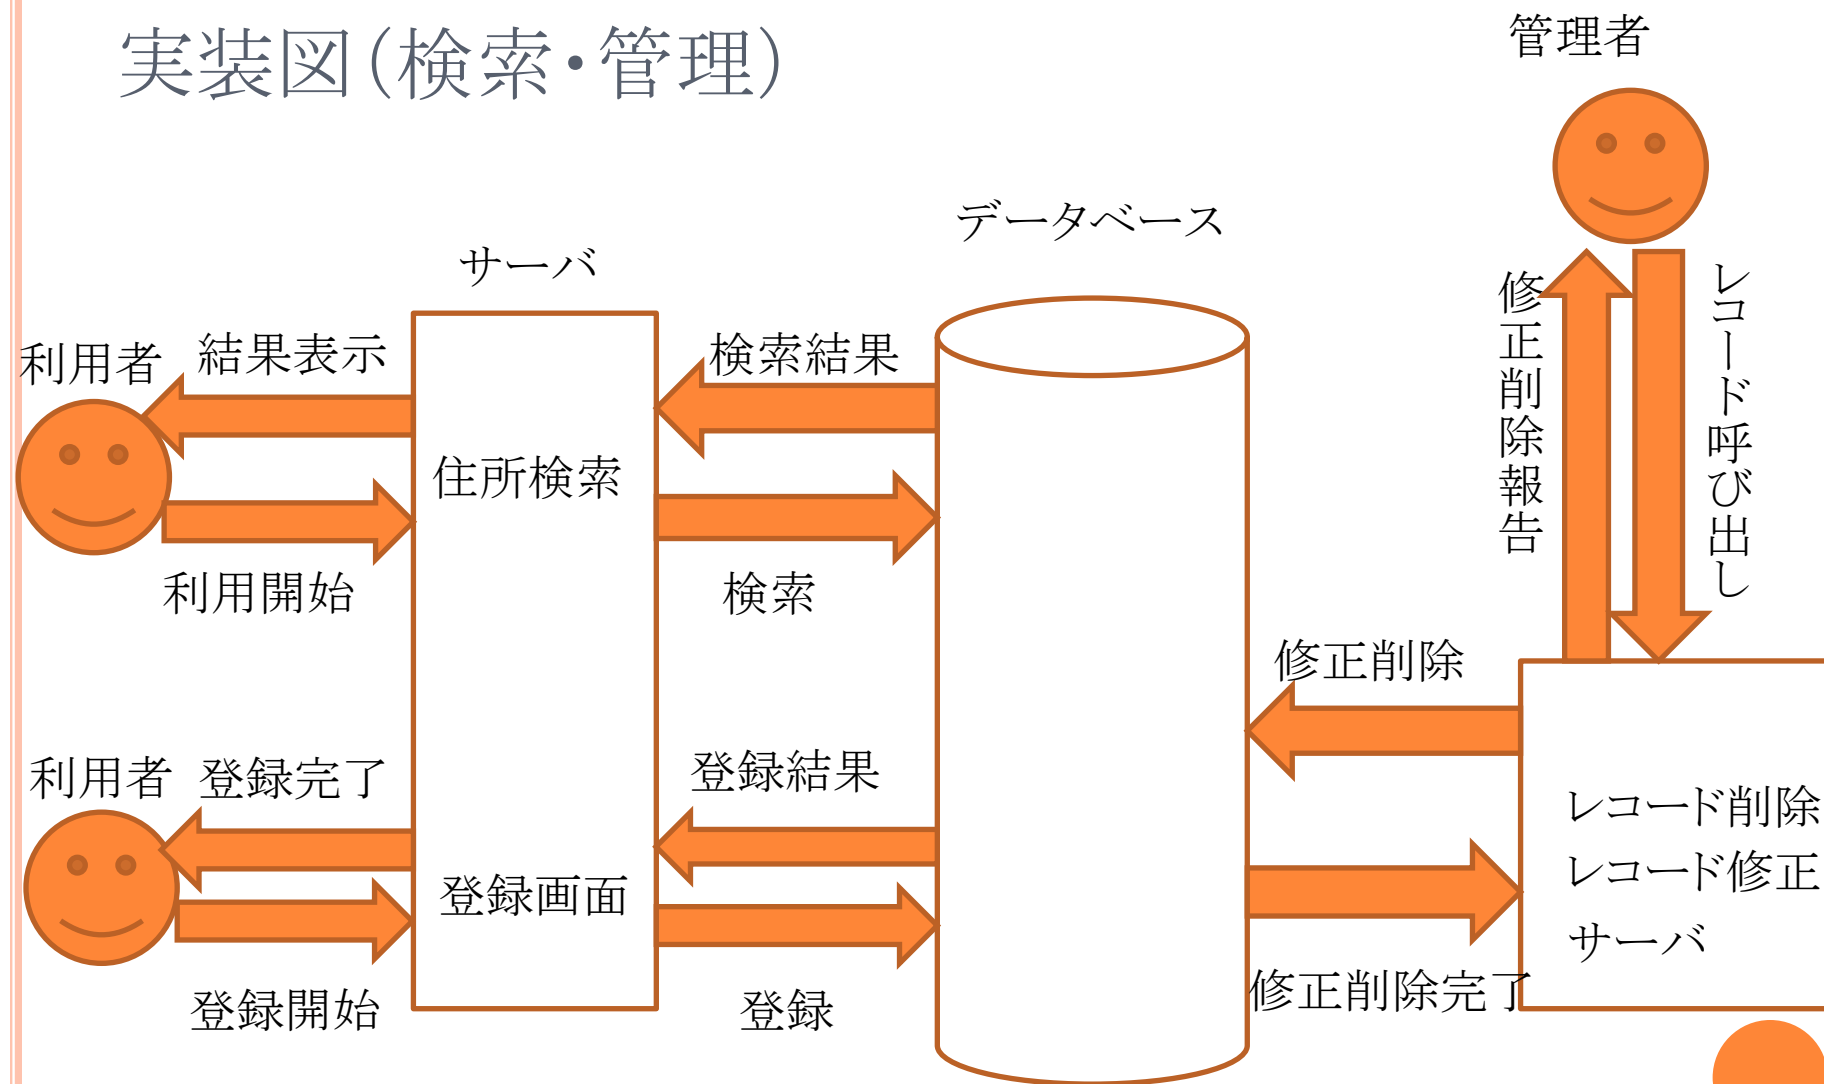 実装図(検索・管理)
管理者
データベース
サーバ
利用者
結果表示
検索結果
住所検索
利用開始
検索
修正削除報告
レコード呼び出し
修正削除
利用者
登録完了
登録結果
登録画面
登録開始
登録
修正削除完了
レコード削除
レコード修正
サーバ